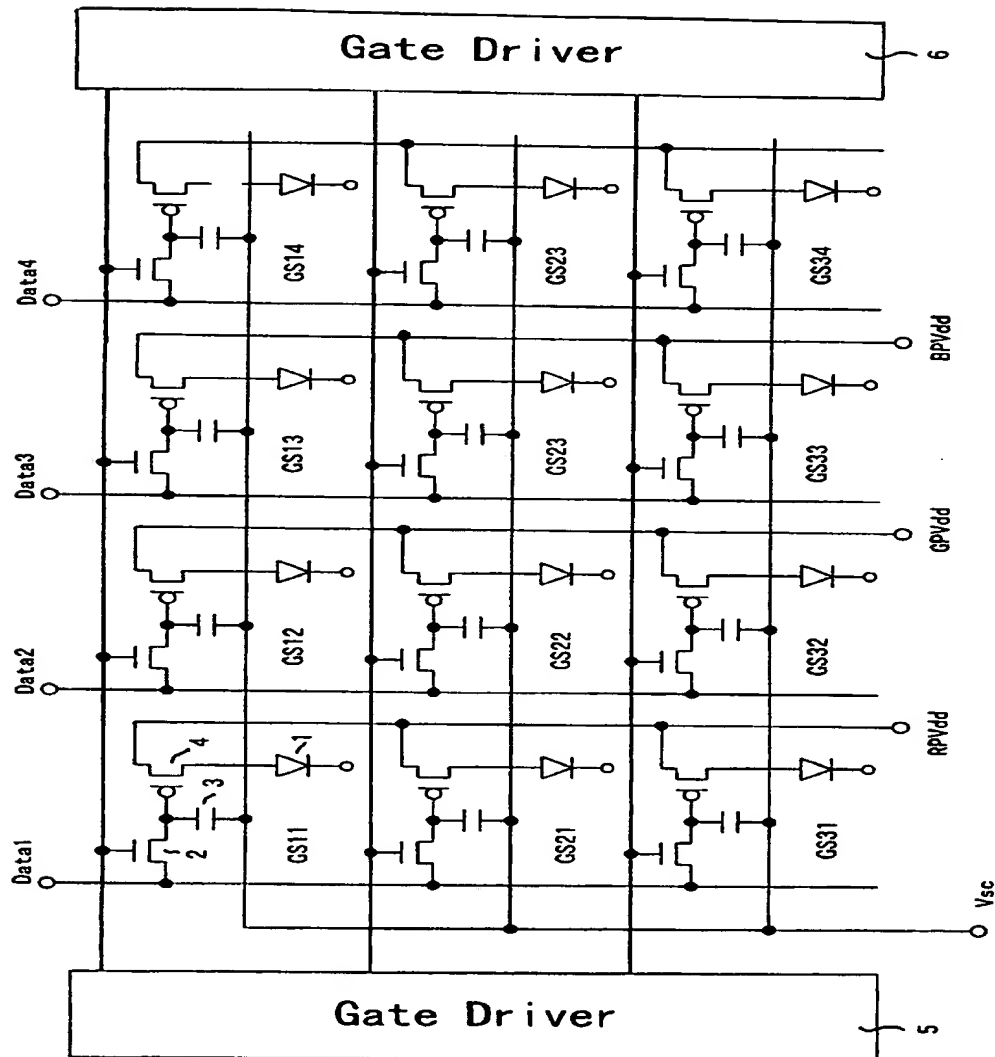 Gate Driver
6
Data1
Data2
Data3
Data4
2
3
4
1
GS11
GS12
GS13
GS14
GS21
GS22
GS23
GS23
GS31
GS32
GS33
GS34
RPVdd
GPVdd
BPVdd
Vsc
Gate Driver
5